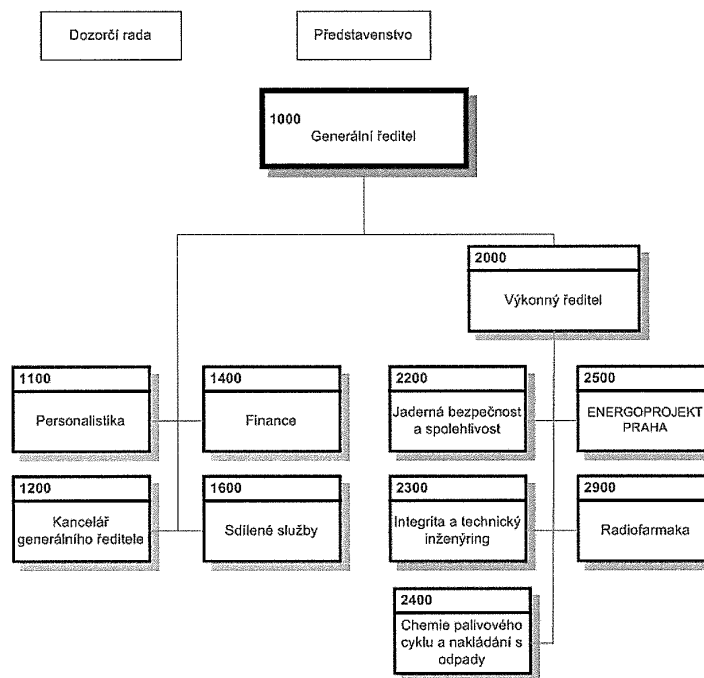 Dozorčí rada
Představenstvo
1000
Generální ředitel
2000
Výkonný ředitel
1100
Personalistika
1400
Finance
2200
Jaderná bezpečnost
a spolehlivost
2500
ENERGOPROJEKT
PRAHA
1200
Kancelář
generálního ředitele
1600
Sdílené služby
2300
Integrita a technický
inženýring
2900
Radiofarmaka
2400
Chemie palivového
cyklu a nakládání s
odpady